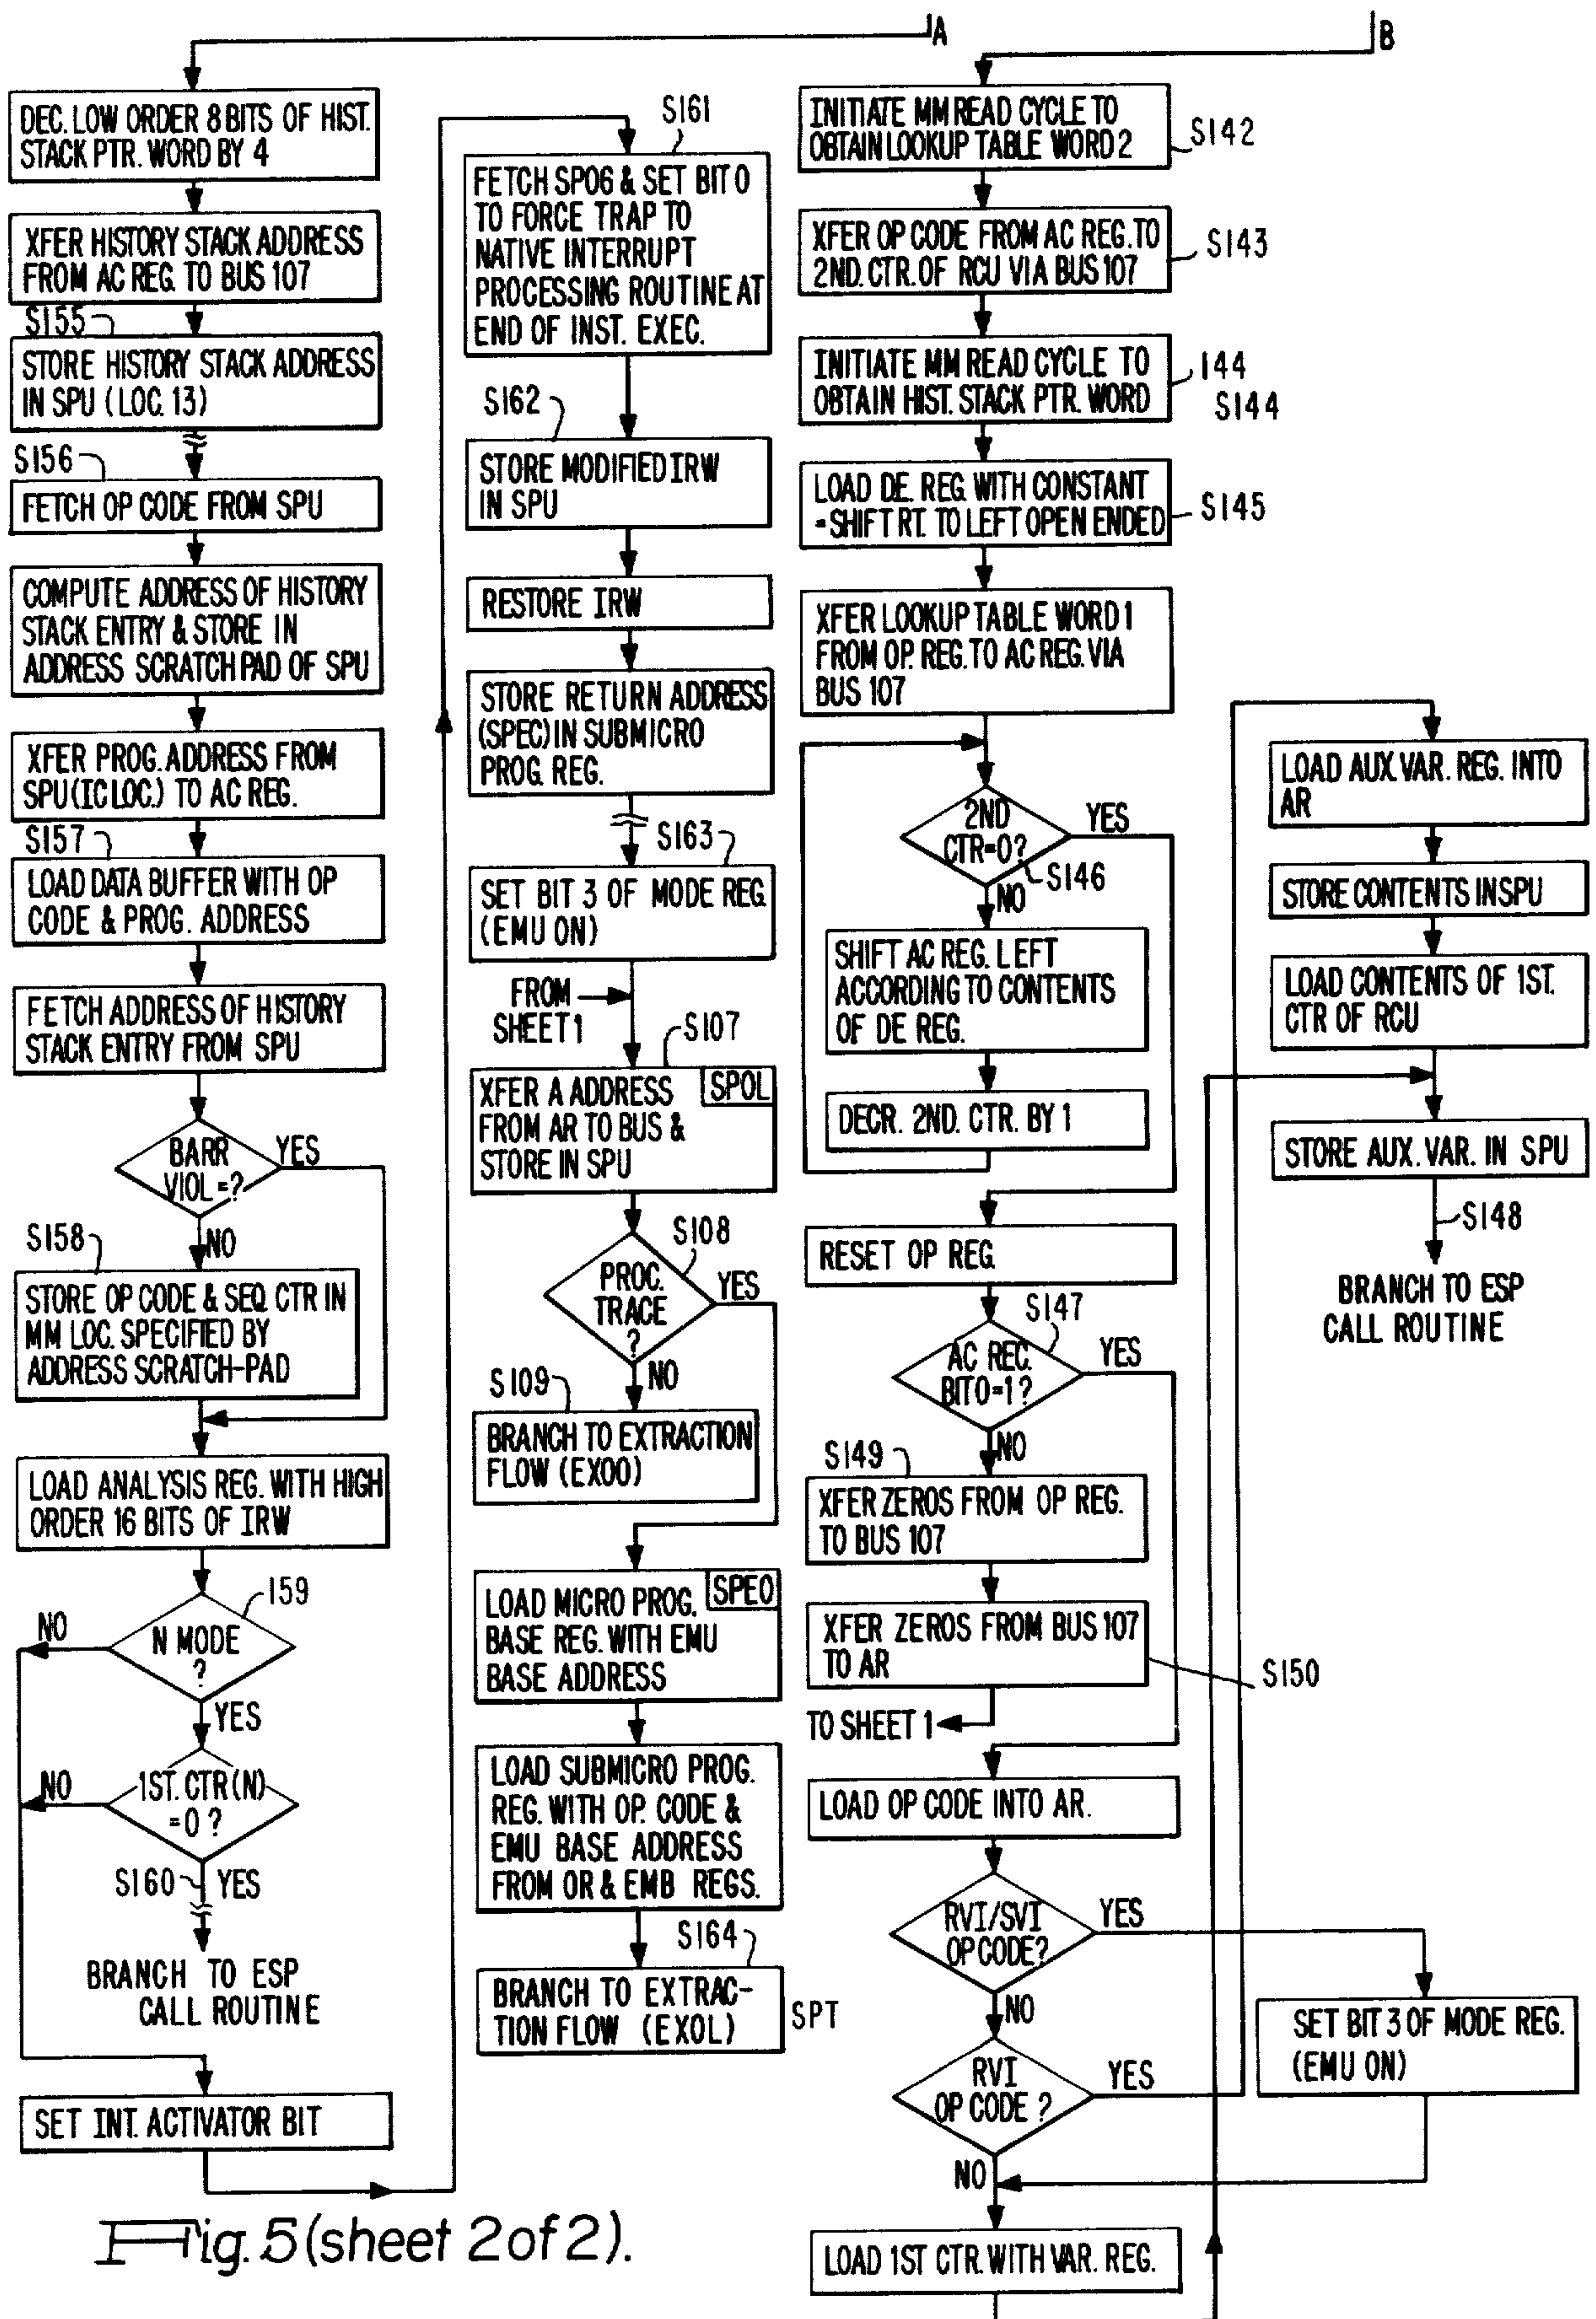 A
B
DEC. LOW ORDER 8 BITS OF HIST.
STACK PTR. WORD BY 4
XFER HISTORY STACK ADDRESS
FROM AC REG. TO BUS 107
S155
STORE HISTORY STACK ADDRESS
IN SPU (LOC. 13)
S156
FETCH OP CODE FROM SPU
COMPUTE ADDRESS OF HISTORY
STACK ENTRY & STORE IN
ADDRESS SCRATCH PAD OF SPU
XFER PROG. ADDRESS FROM
SPU (IC LOC.) TO AC REG.
S157
LOAD DATA BUFFER WITH OP
CODE & PROG. ADDRESS
FETCH ADDRESS OF HISTORY
STACK ENTRY FROM SPU
BARR
VIOL=?
YES
NO
S158
STORE OP CODE & SEQ CTR IN
MM LOC. SPECIFIED BY
ADDRESS SCRATCH-PAD
LOAD ANALYSIS REG. WITH HIGH
ORDER 16 BITS OF IRW
159
N MODE
?
NO
YES
1ST. CTR (N)
=0 ?
NO
S160
YES
BRANCH TO ESP
CALL ROUTINE
SET INT. ACTIVATOR BIT
S161
FETCH SP06 & SET BIT 0
TO FORCE TRAP TO
NATIVE INTERRUPT
PROCESSING ROUTINE AT
END OF INST. EXEC.
S162
STORE MODIFIED IRW
IN SPU
RESTORE IRW
STORE RETURN ADDRESS
(SPEC) IN SUBMICRO
PROG. REG.
S163
SET BIT 3 OF MODE REG
(EMU ON)
FROM
SHEET 1
S107
XFER A ADDRESS
FROM AR TO BUS &
STORE IN SPU
SPOL
S108
PROC.
TRACE
?
YES
NO
S109
BRANCH TO EXTRACTION
FLOW (EXOO)
LOAD MICRO PROG.
BASE REG. WITH EMU
BASE ADDRESS
SPEO
LOAD SUBMICRO PROG.
REG. WITH OP. CODE &
EMU BASE ADDRESS
FROM OR & EMB REGS.
S164
BRANCH TO EXTRAC-
TION FLOW (EXOL)
SPT
INITIATE MM READ CYCLE TO
OBTAIN LOOKUP TABLE WORD 2
S142
XFER OP CODE FROM AC REG. TO
2ND. CTR. OF RCU VIA BUS 107
S143
INITIATE MM READ CYCLE TO
OBTAIN HIST. STACK PTR. WORD
144
S144
LOAD DE. REG. WITH CONSTANT
=SHIFT RT. TO LEFT OPEN ENDED
S145
XFER LOOKUP TABLE WORD 1
FROM OP. REG. TO AC REG. VIA
BUS 107
2ND
CTR=0?
YES
S146
NO
SHIFT AC REG. LEFT
ACCORDING TO CONTENTS
OF DE REG.
DECR. 2ND. CTR. BY 1
RESET OP REG
S147
AC REC.
BIT 0=1?
YES
NO
S149
XFER ZEROS FROM OP REG.
TO BUS 107
XFER ZEROS FROM BUS 107
TO AR
S150
TO SHEET 1
LOAD OP CODE INTO AR.
RVI/SVI
OP CODE?
YES
NO
RVI
OP CODE ?
YES
NO
LOAD 1ST CTR. WITH VAR. REG.
LOAD AUX. VAR. REG. INTO
AR
STORE CONTENTS IN SPU
LOAD CONTENTS OF 1ST.
CTR OF RCU
STORE AUX. VAR. IN SPU
S148
BRANCH TO ESP
CALL ROUTINE
SET BIT 3 OF MODE REG.
(EMU ON)
Fig. 5 (sheet 2 of 2).